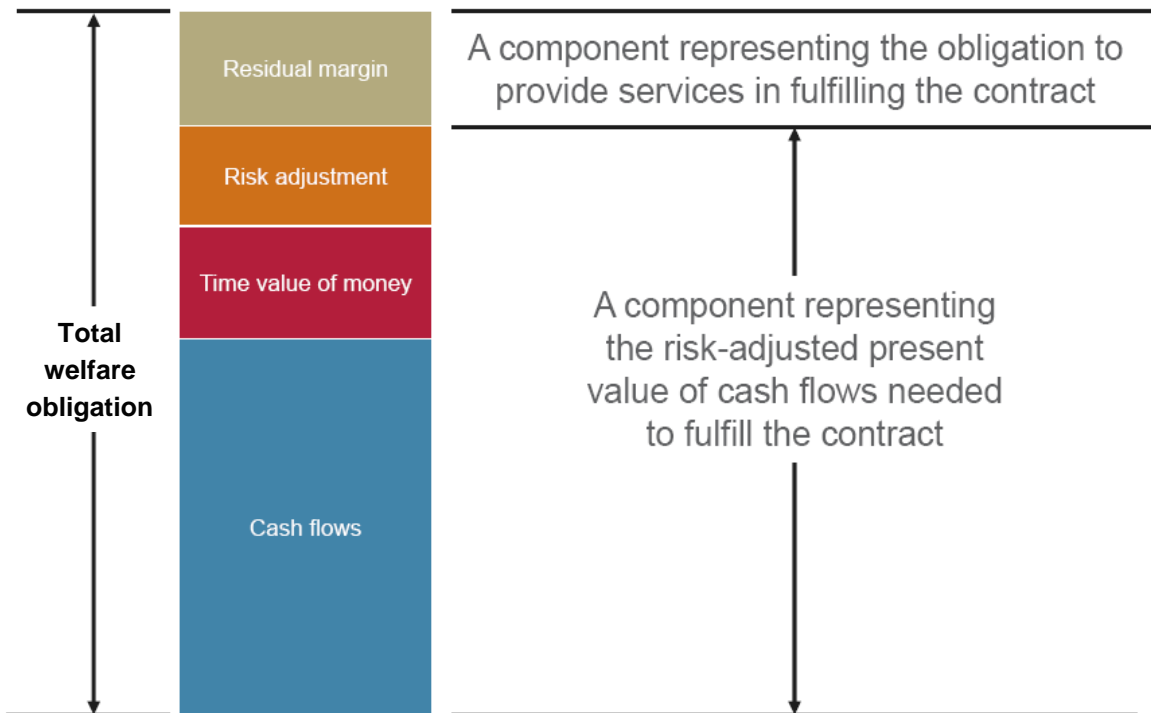 Residual margin
A component representing the obligation to
provide services in fulfilling the contract
Risk adjustment
Time value of money
Total
welfare
obligation
A component representing
the risk-adjusted present
value of cash flows needed
to fulfill the contract
Cash flows